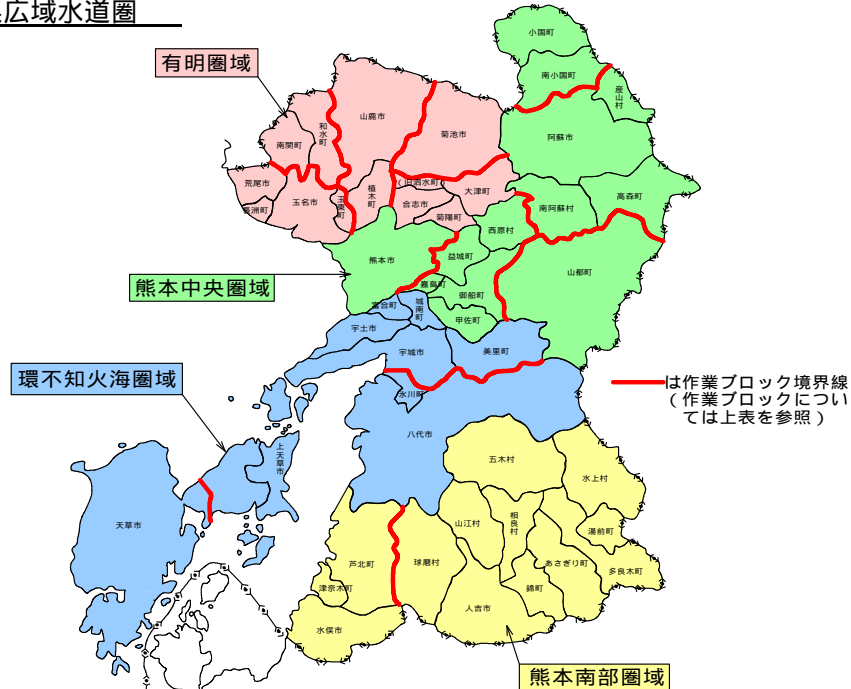 広域水道圏
有明圏域
熊本中央圏域
環不知火海圏域
熊本南部圏域
は作業ブロック境界線
(作業ブロックについ
ては上表を参照)
小国町
南小国町
産山村
阿蘇市
高森町
南阿蘇村
西原村
山都町
山鹿市
菊池市
和水町
南関町
荒尾市
長洲町
玉名市
玉東町
植木町
(旧泗水町)
合志市
大津町
菊陽町
熊本市
益城町
嘉島町
御船町
甲佐町
富合町
城南町
宇土市
宇城市
美里町
氷川町
八代市
上天草市
天草市
五木村
水上村
相良村
山江村
湯前町
多良木町
あさぎり町
錦町
人吉市
球磨村
芦北町
津奈木町
水俣市